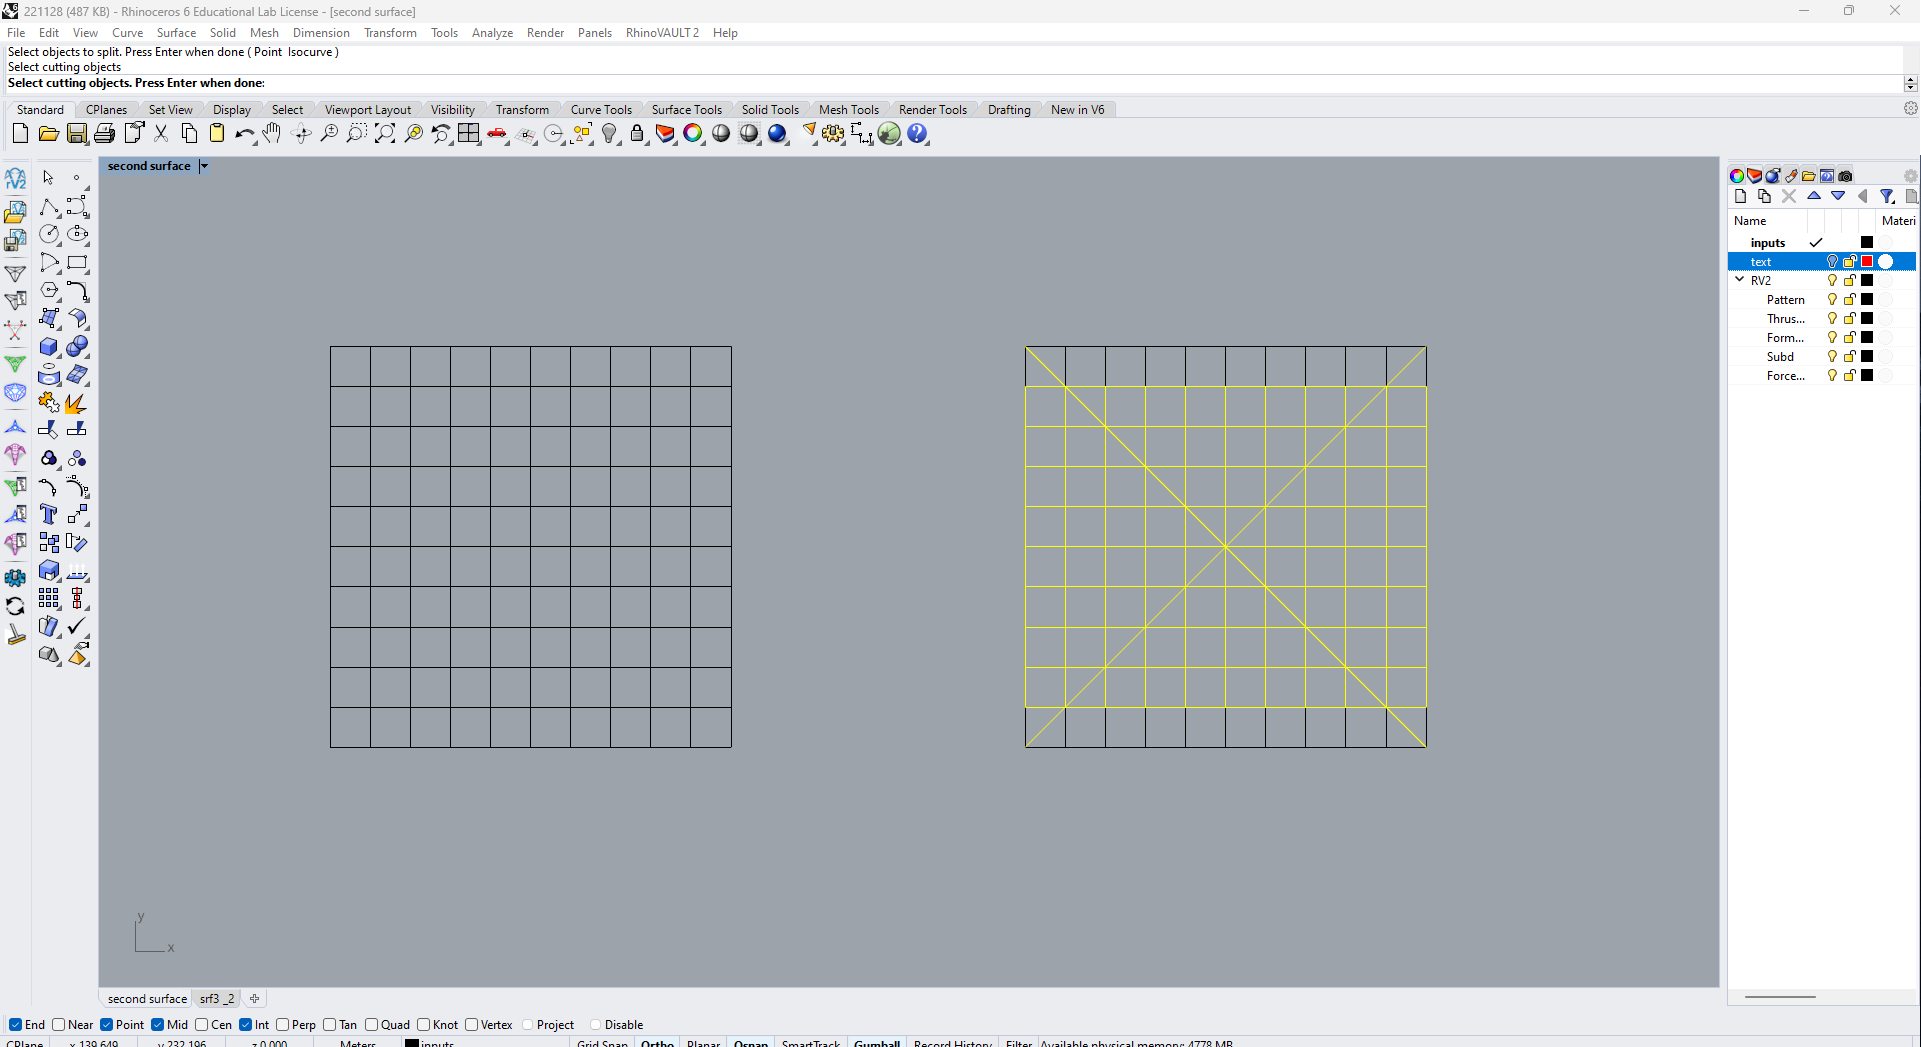 221128 (487 KB) - Rhinoceros 6 Educational Lab License - [second surface]
File Edit View Curve Surface Solid Mesh Dimension Transform Tools Analyze Render Panels RhinoVAULT2 Help
Select objects to split. Press Enter when done ( Point Isocurve )
Select cutting objects
Select cutting objects. Press Enter when done:
Standard CPlanes Set View Display Select Viewport Layout Visibility Transform Curve Tools Surface Tools Solid Tools Mesh Tools Render Tools Drafting New in V6
second surface
Name Materi
inputs
text
RV2
Pattern
Thrus...
Form...
Subd
Force...
rV2
y
x
second surface srf3 _2
End Near Point Mid Cen Int Perp Tan Quad Knot Vertex Project Disable
CPlane x 139.649 y 232.196 z 0.000 Meters inputs Grid Snap Ortho Planar Osnap SmartTrack Gumball Record History Filter Available physical memory: 4778 MB